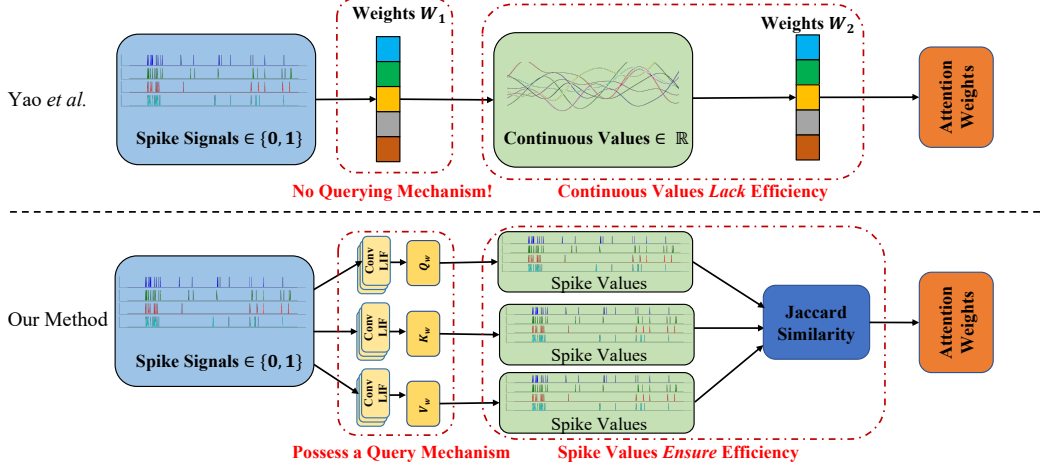 Weights W₁
Weights W₂
Yao et al.
Spike Signals ∈ {0, 1}
Continuous Values ∈ ℝ
Attention
Weights
No Querying Mechanism!
Continuous Values Lack Efficiency
Our Method
Spike Signals ∈ {0, 1}
Conv
LIF
Q_w
Spike Values
Conv
LIF
K_w
Spike Values
Conv
LIF
V_w
Spike Values
Jaccard
Similarity
Attention
Weights
Possess a Query Mechanism
Spike Values Ensure Efficiency